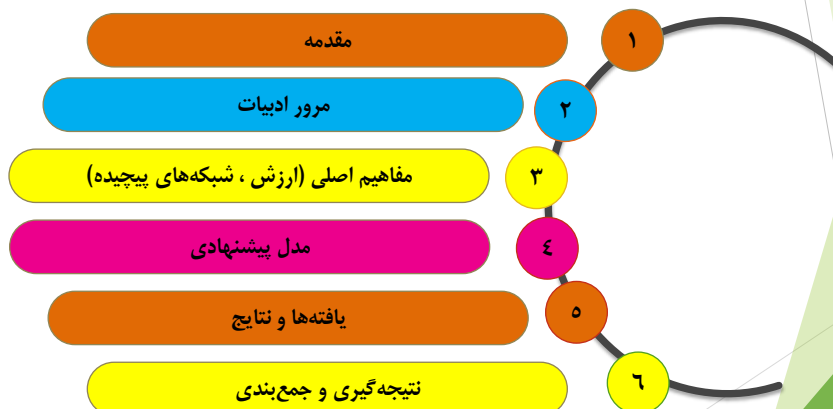 ۱ مقدمه
۲ مرور ادبیات
۳ مفاهیم اصلی (ارزش ، شبکه‌های پیچیده)
٤ مدل پیشنهادی
٥ یافته‌ها و نتایج
٦ نتیجه‌گیری و جمع‌بندی